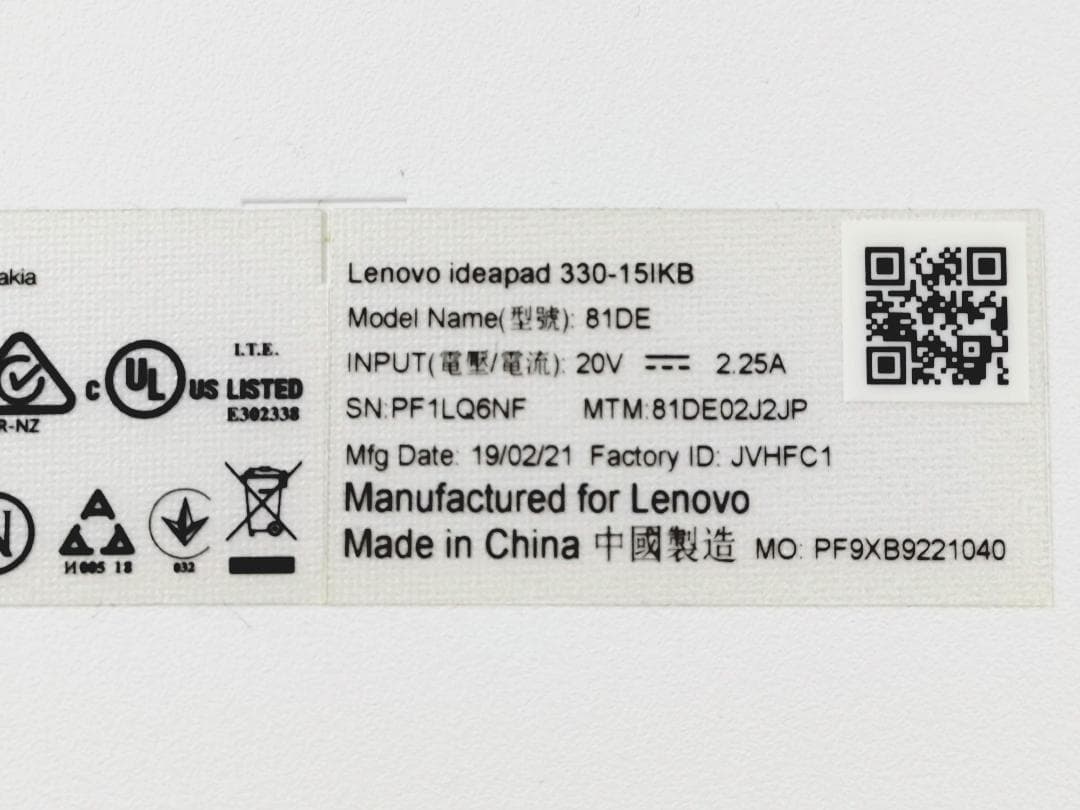 akia
R-NZ
c UL US LISTED
I.T.E.
E302338
И005 18
032
Lenovo ideapad 330-15IKB
Model Name(型號): 81DE
INPUT(電壓/電流): 20V ⎓ 2.25A
SN:PF1LQ6NF MTM:81DE02J2JP
Mfg Date: 19/02/21 Factory ID: JVHFC1
Manufactured for Lenovo
Made in China 中國製造 MO: PF9XB9221040